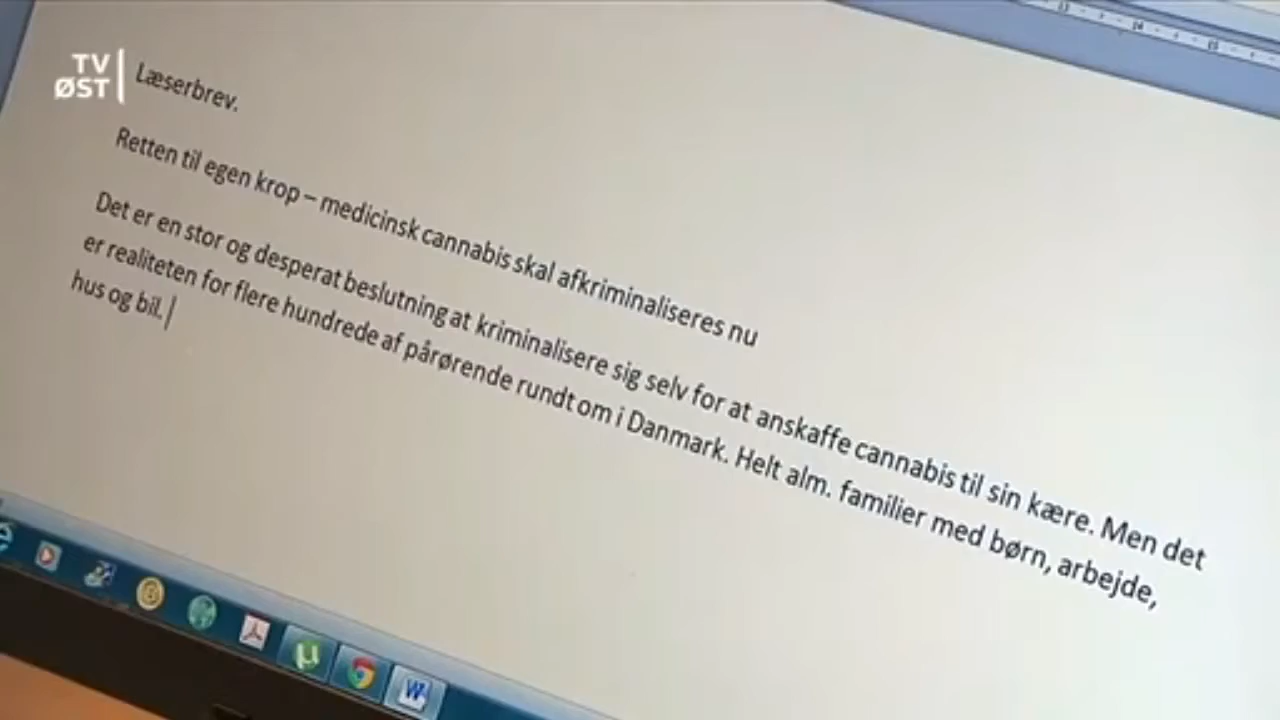 TV
ØST
Læserbrev.
Retten til egen krop – medicinsk cannabis skal afkriminaliseres nu
Det er en stor og desperat beslutning at kriminalisere sig selv for at anskaffe cannabis til sin kære. Men det
er realiteten for flere hundrede af pårørende rundt om i Danmark. Helt alm. familier med børn, arbejde,
hus og bil.